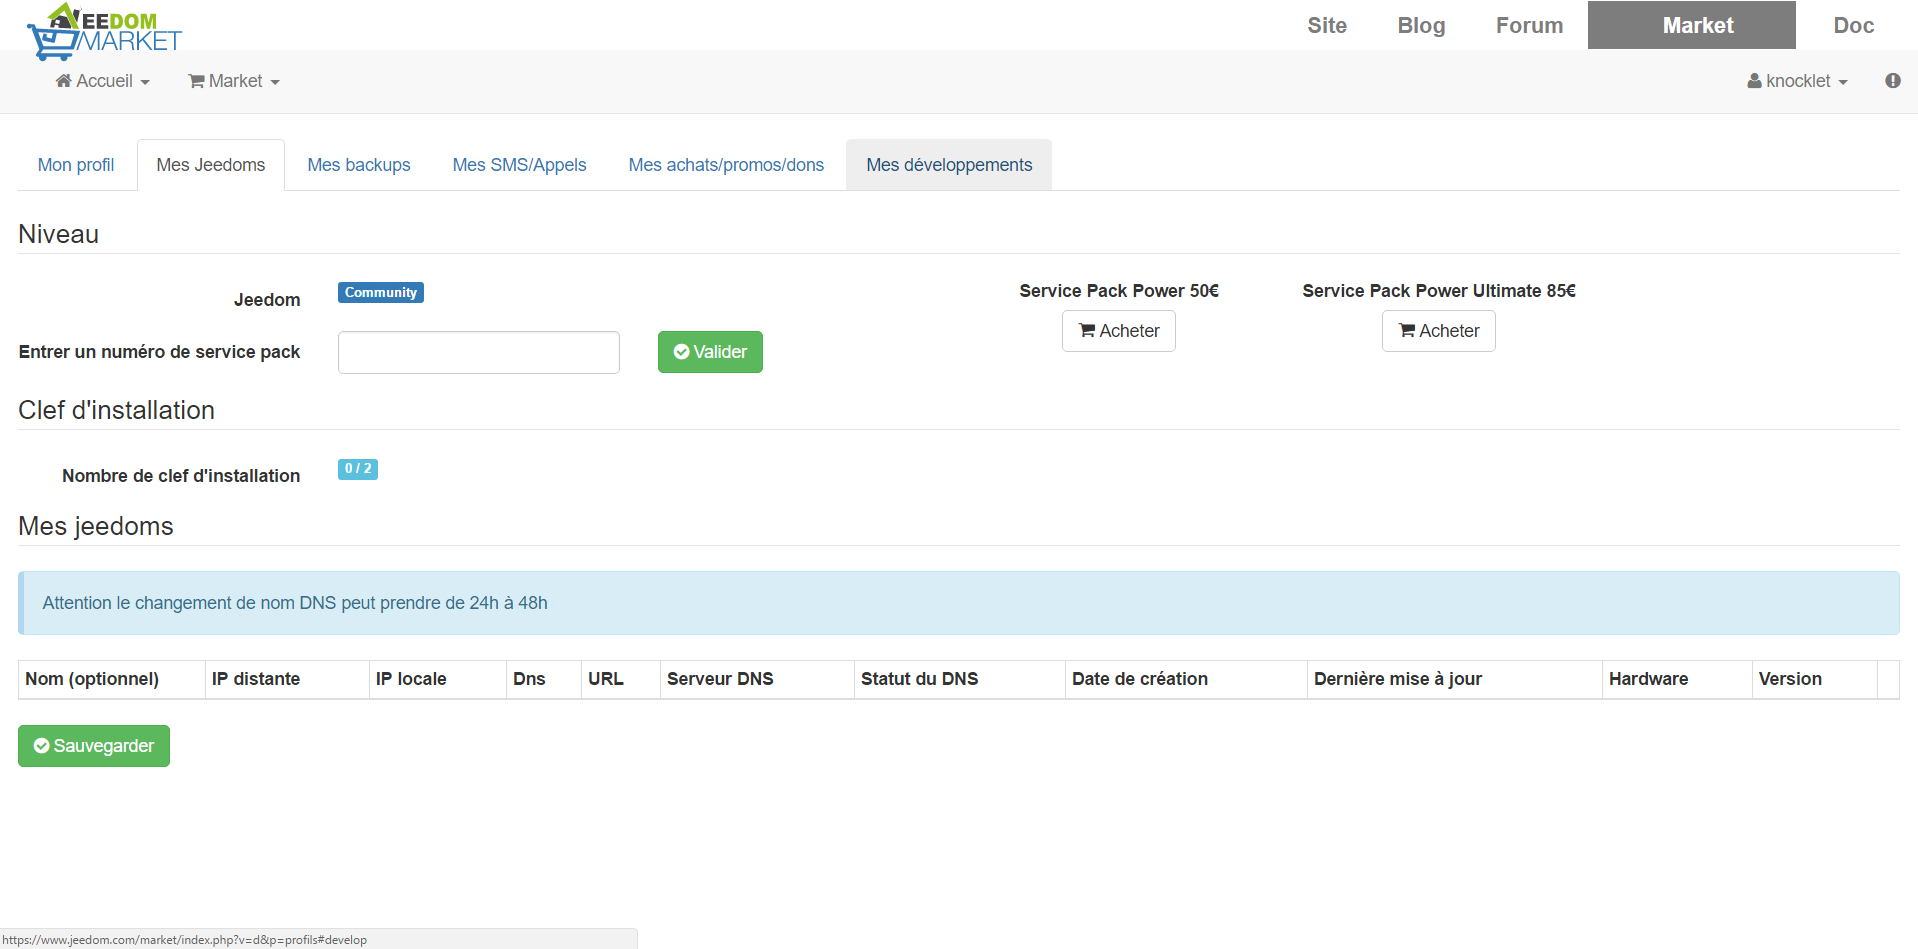 JEEDOM
MARKET
Site Blog Forum Market Doc
Accueil Market knocklet
Mon profil Mes Jeedoms Mes backups Mes SMS/Appels Mes achats/promos/dons Mes développements
Niveau
Jeedom Community Service Pack Power 50€ Service Pack Power Ultimate 85€
Acheter Acheter
Entrer un numéro de service pack Valider
Clef d'installation
Nombre de clef d'installation 0 / 2
Mes jeedoms
Attention le changement de nom DNS peut prendre de 24h à 48h
Nom (optionnel) IP distante IP locale Dns URL Serveur DNS Statut du DNS Date de création Dernière mise à jour Hardware Version
Sauvegarder
https://www.jeedom.com/market/index.php?v=d&p=profils#develop